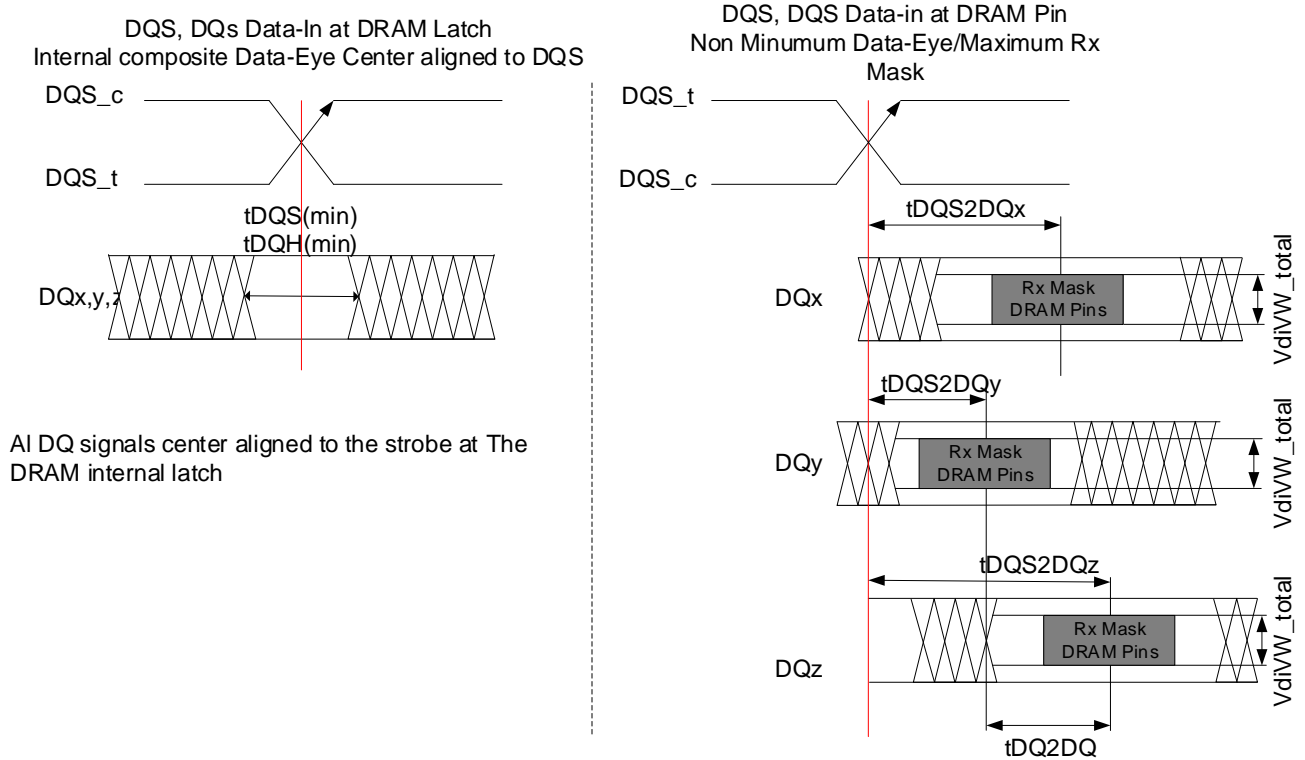 DQS, DQs Data-In at DRAM Latch
Internal composite Data-Eye Center aligned to DQS
DQS_c
DQS_t
tDQS(min)
tDQH(min)
DQx,y,z
Al DQ signals center aligned to the strobe at The
DRAM internal latch
DQS, DQS Data-in at DRAM Pin
Non Minumum Data-Eye/Maximum Rx
Mask
DQS_t
DQS_c
tDQS2DQx
DQx
Rx Mask
DRAM Pins
VdiVW_total
tDQS2DQy
DQy
Rx Mask
DRAM Pins
VdiVW_total
tDQS2DQz
DQz
Rx Mask
DRAM Pins
VdiVW_total
tDQ2DQ